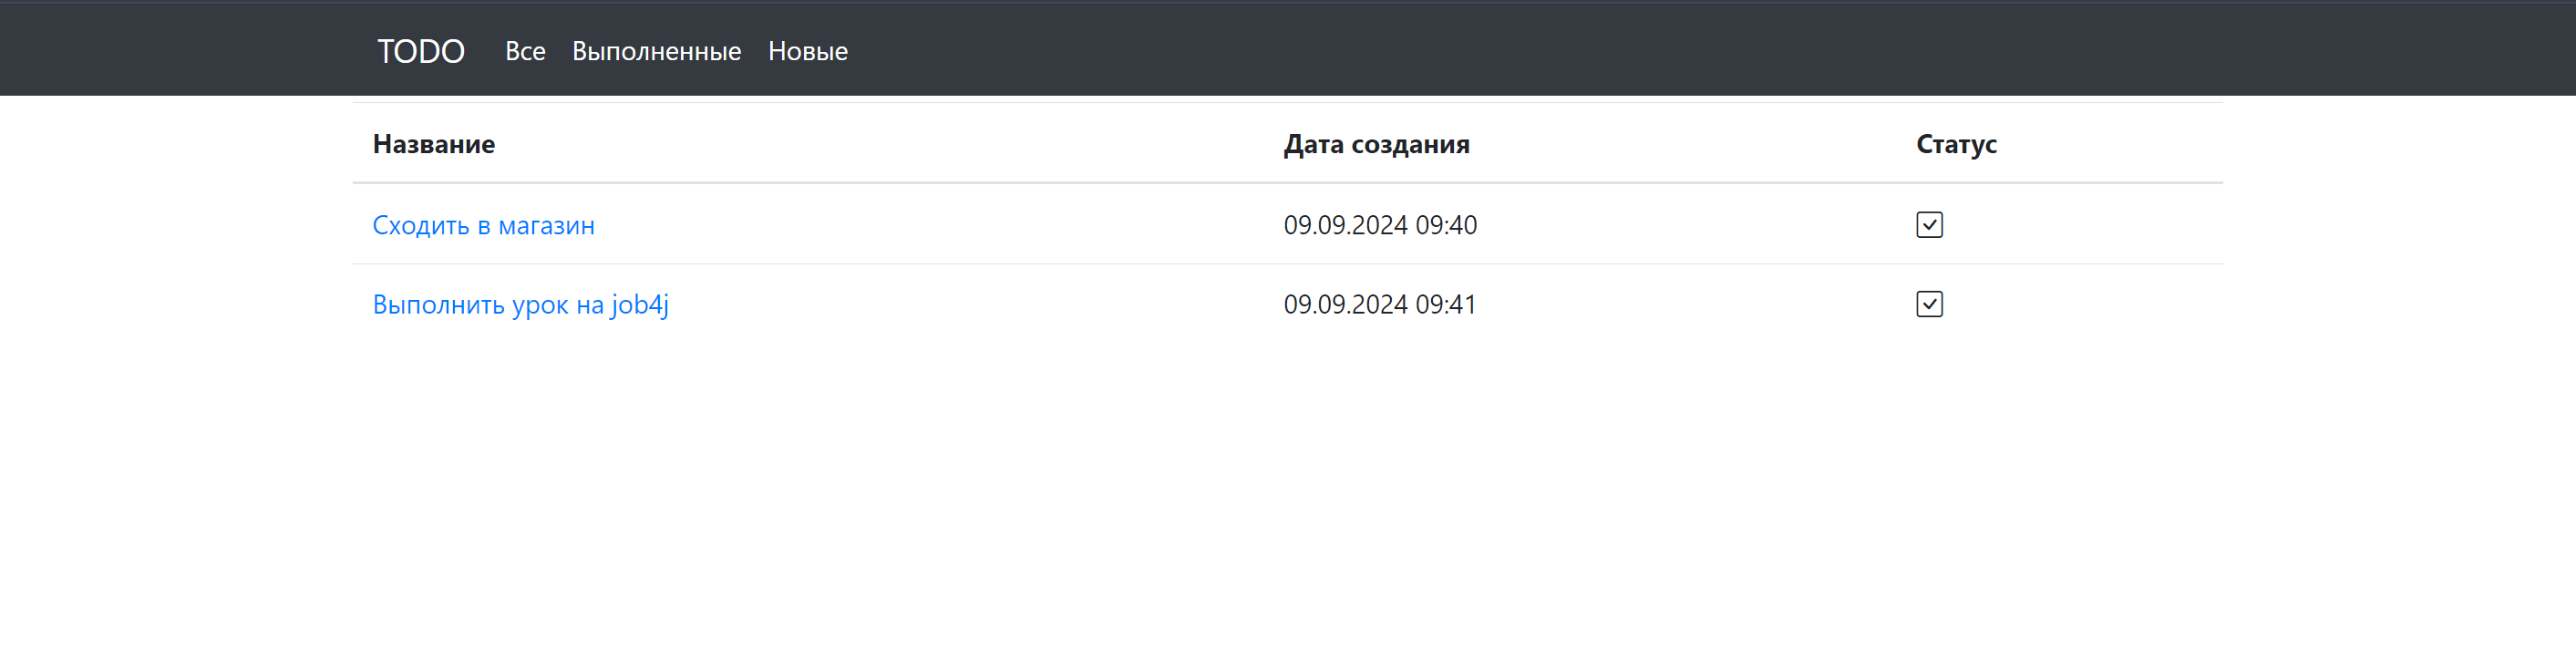 TODO Все Выполненные Новые
Название Дата создания Статус
Сходить в магазин 09.09.2024 09:40
Выполнить урок на job4j 09.09.2024 09:41